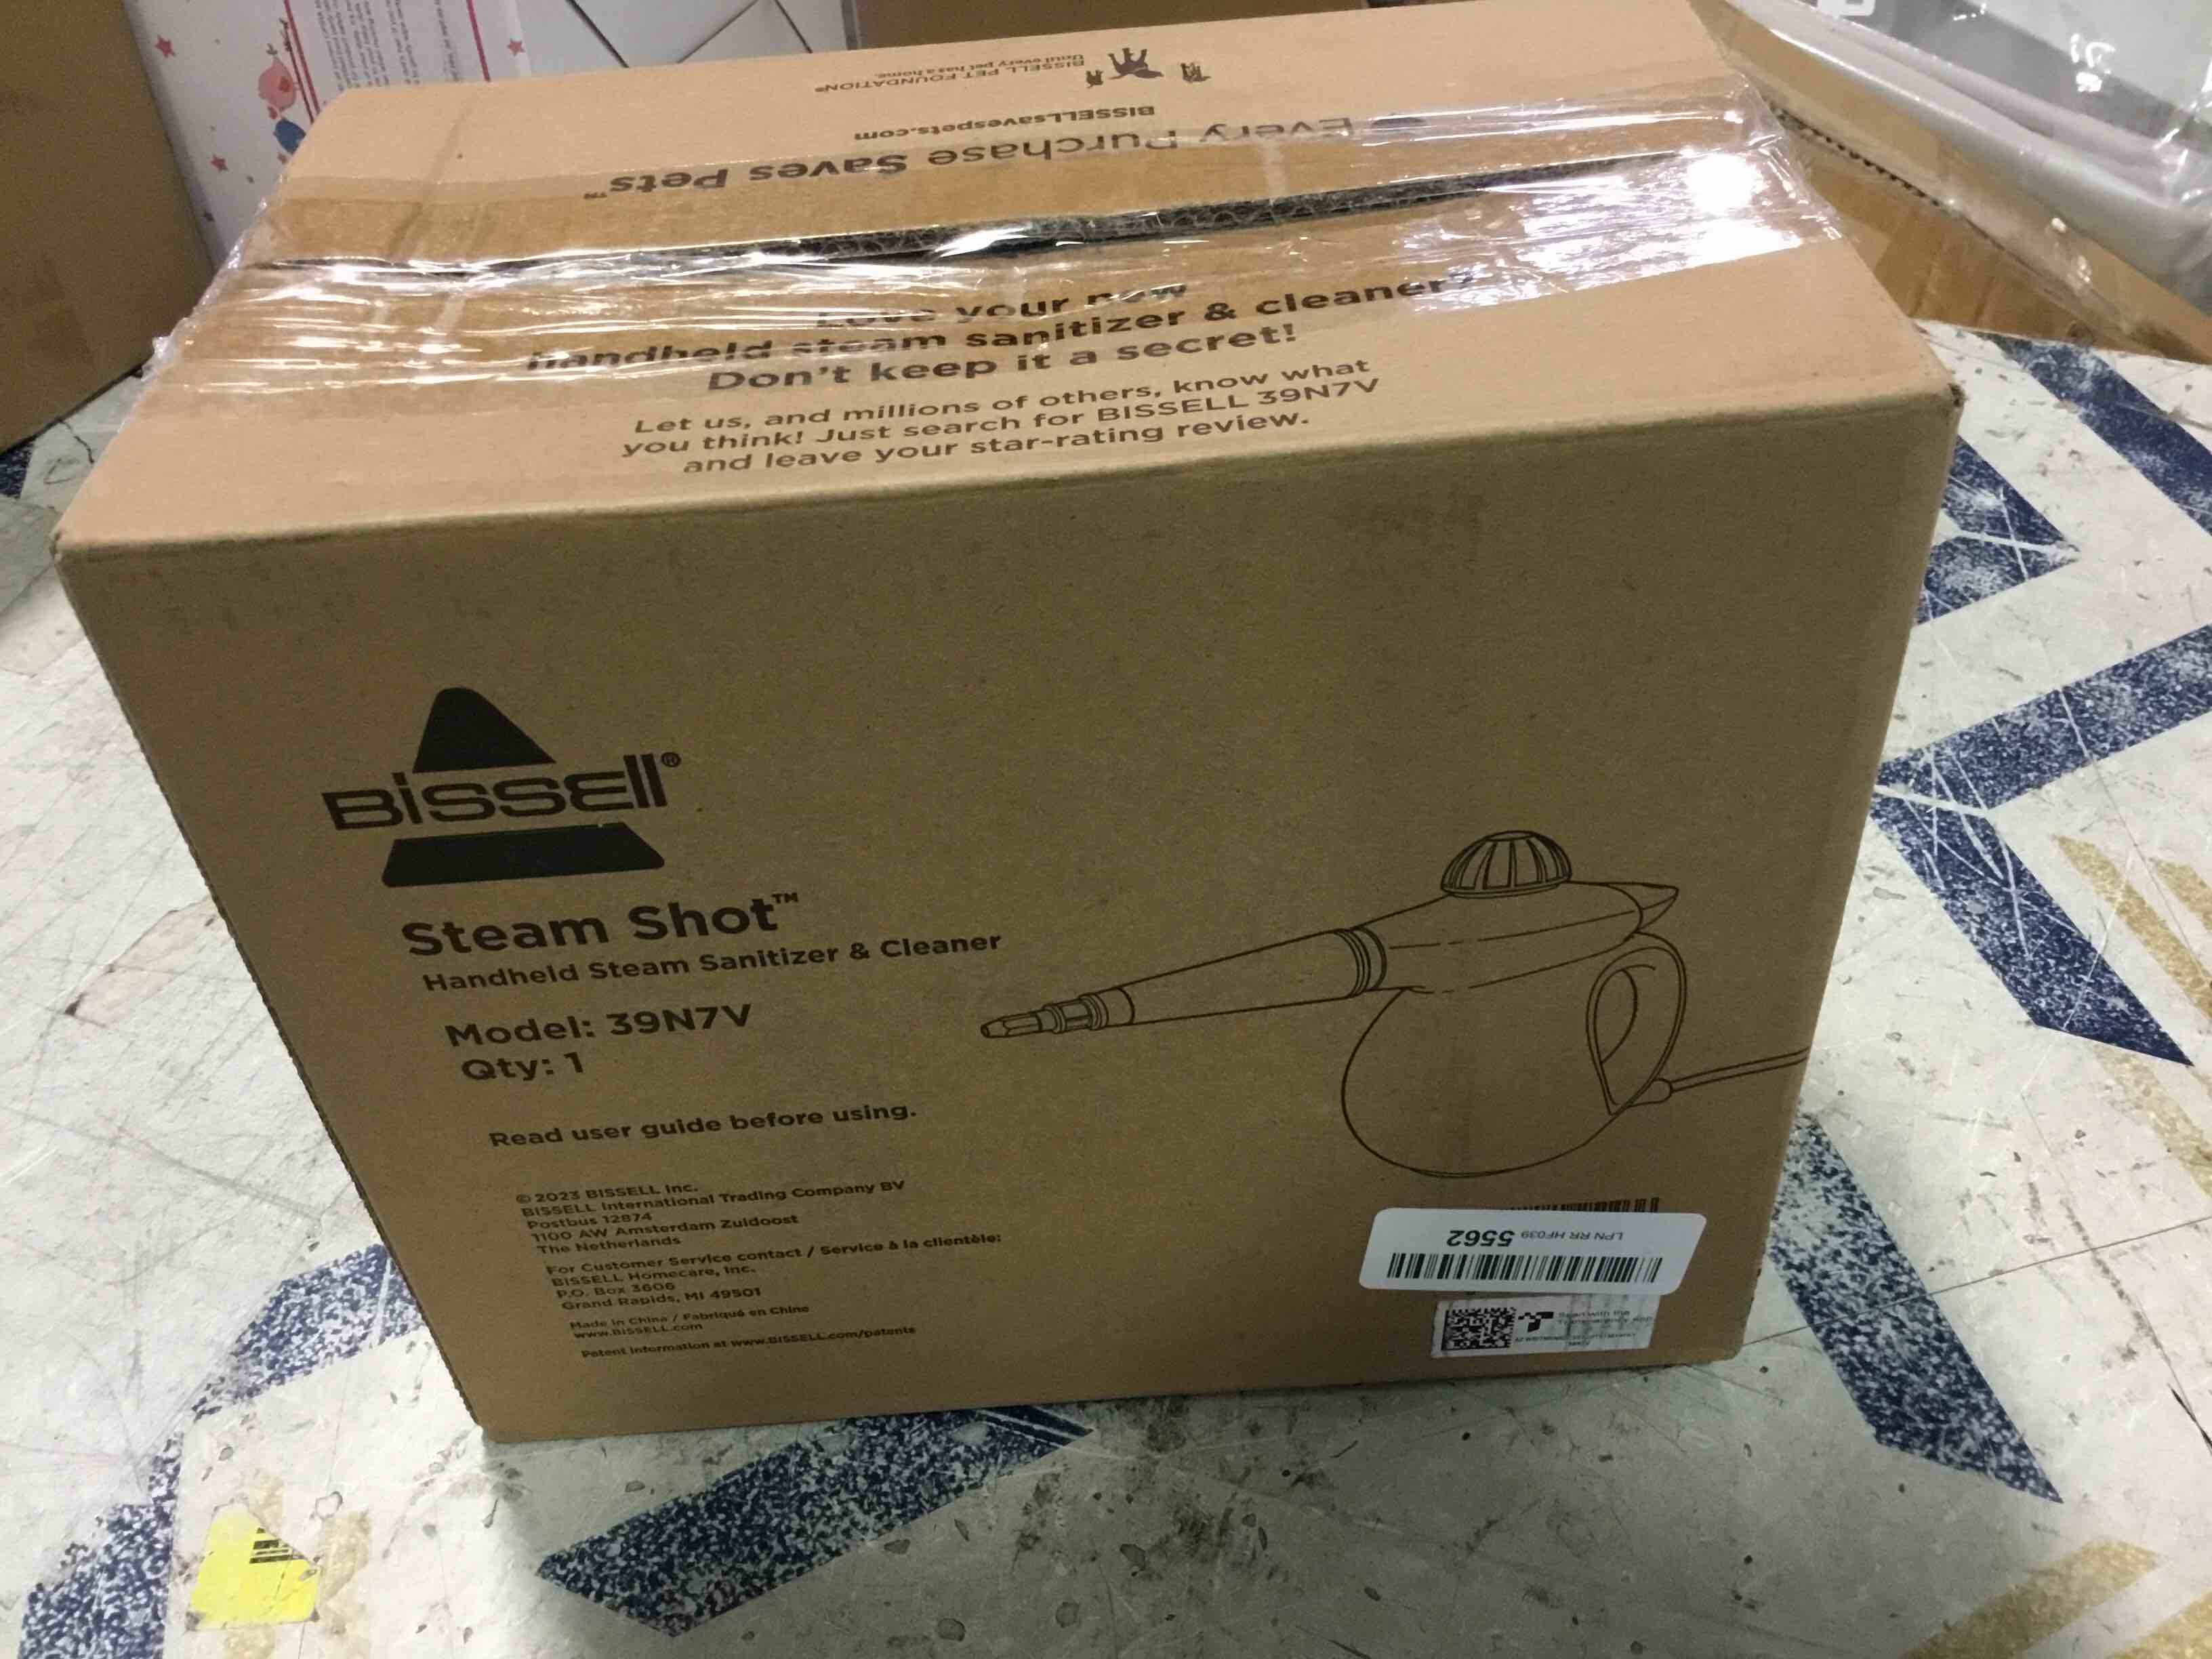 BISSELL PET FOUNDATION®
Until every pet has a home.
BISSELLsavespets.com
Every Purchase Saves Pets™
Love your new
handheld steam sanitizer & cleaner?
Don't keep it a secret!
Let us, and millions of others, know what
you think! Just search for BISSELL 39N7V
and leave your star-rating review.
BISSELL®
Steam Shot™
Handheld Steam Sanitizer & Cleaner
Model: 39N7V
Qty: 1
Read user guide before using.
© 2023 BISSELL Inc.
BISSELL International Trading Company BV
Postbus 12874
1100 AW Amsterdam Zuidoost
The Netherlands
For Customer Service contact / Service à la clientèle:
BISSELL Homecare, Inc.
P.O. Box 3606
Grand Rapids, MI 49501
Made in China / Fabriqué en Chine
www.BISSELL.com
Patent information at www.BISSELL.com/patents
LPN RR HF039 5562